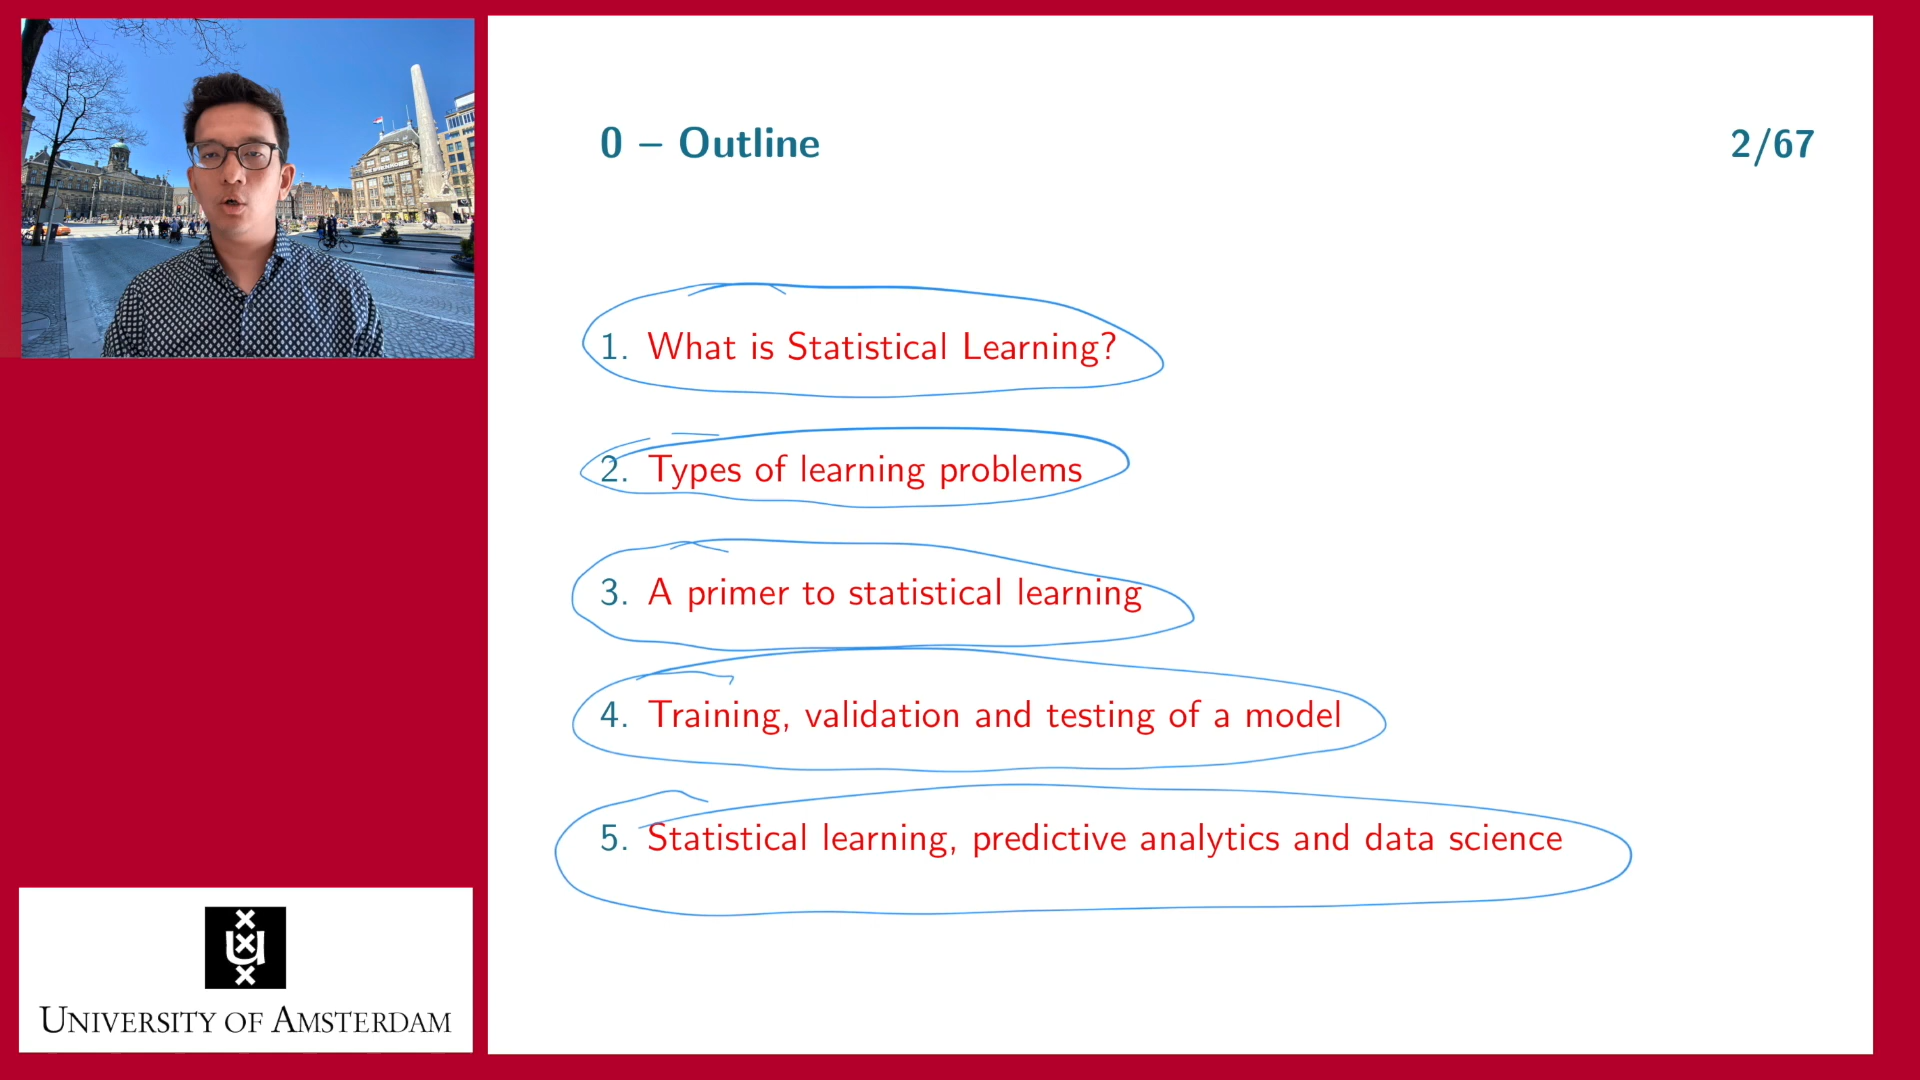 0 – Outline
2/67
1. What is Statistical Learning?
2. Types of learning problems
3. A primer to statistical learning
4. Training, validation and testing of a model
5. Statistical learning, predictive analytics and data science
UNIVERSITY OF AMSTERDAM